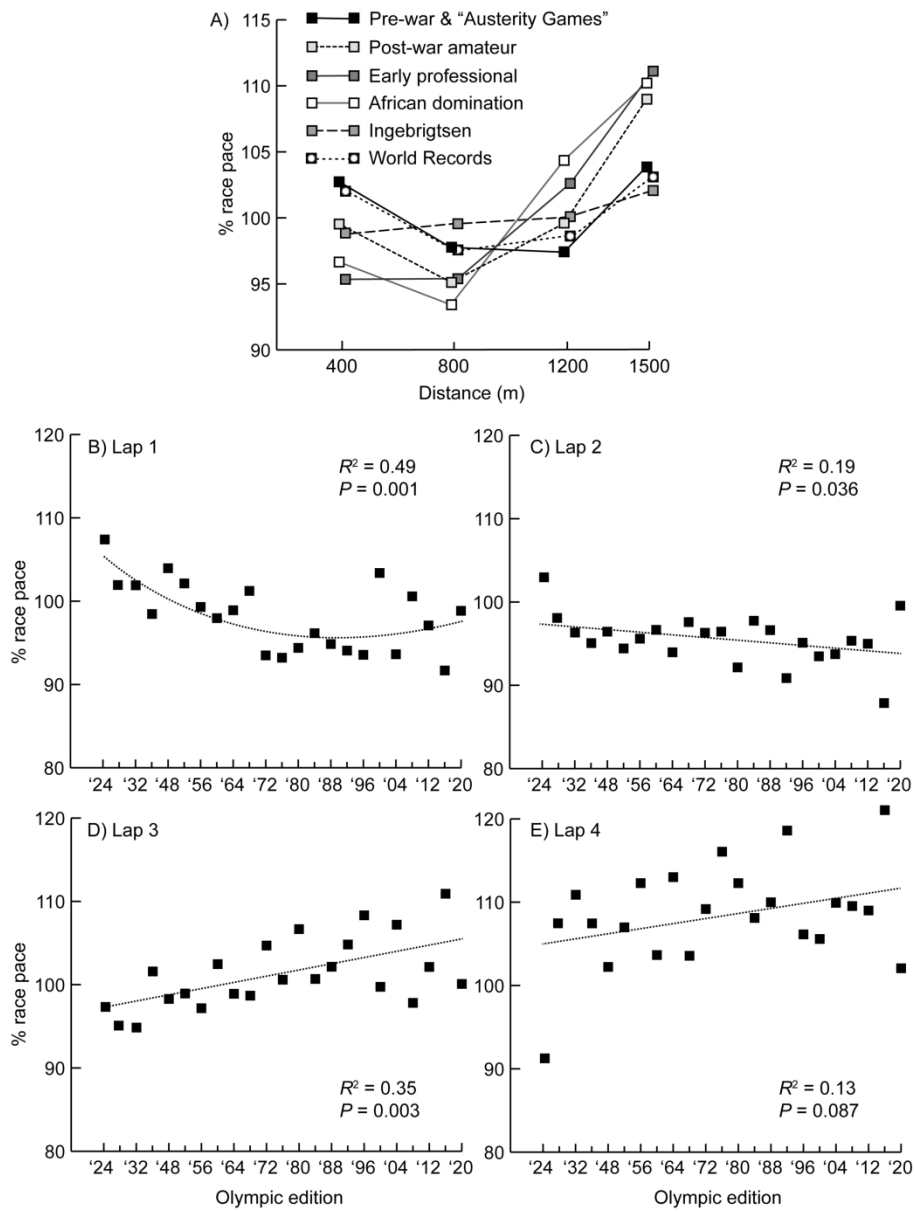 A)
115
110
105
100
95
90
% race pace
Pre-war & “Austerity Games”
Post-war amateur
Early professional
African domination
Ingebrigtsen
World Records
400
800
1200
1500
Distance (m)
B) Lap 1
R² = 0.49
P = 0.001
120
110
100
90
80
% race pace
‘24 ‘32 ‘48 ‘56 ‘64 ‘72 ‘80 ‘88 ‘96 ‘04 ‘12 ‘20
C) Lap 2
R² = 0.19
P = 0.036
120
110
100
90
80
‘24 ‘32 ‘48 ‘56 ‘64 ‘72 ‘80 ‘88 ‘96 ‘04 ‘12 ‘20
D) Lap 3
120
110
100
90
80
% race pace
R² = 0.35
P = 0.003
‘24 ‘32 ‘48 ‘56 ‘64 ‘72 ‘80 ‘88 ‘96 ‘04 ‘12 ‘20
Olympic edition
E) Lap 4
120
110
100
90
80
R² = 0.13
P = 0.087
‘24 ‘32 ‘48 ‘56 ‘64 ‘72 ‘80 ‘88 ‘96 ‘04 ‘12 ‘20
Olympic edition